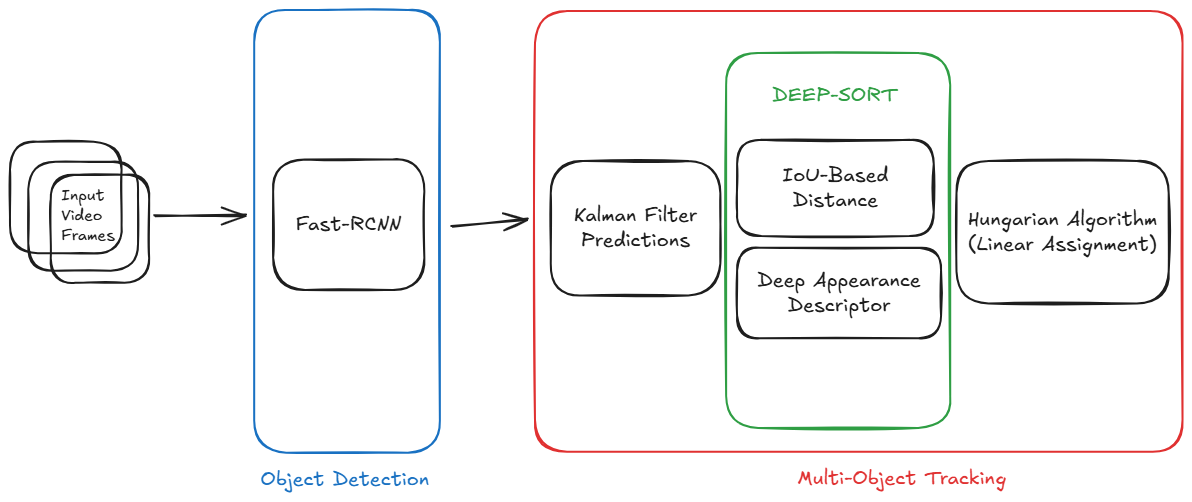 Input
Video
Frames
Fast-RCNN
Object Detection
Kalman Filter
Predictions
DEEP-SORT
IoU-Based
Distance
Deep Appearance
Descriptor
Hungarian Algorithm
(Linear Assignment)
Multi-Object Tracking